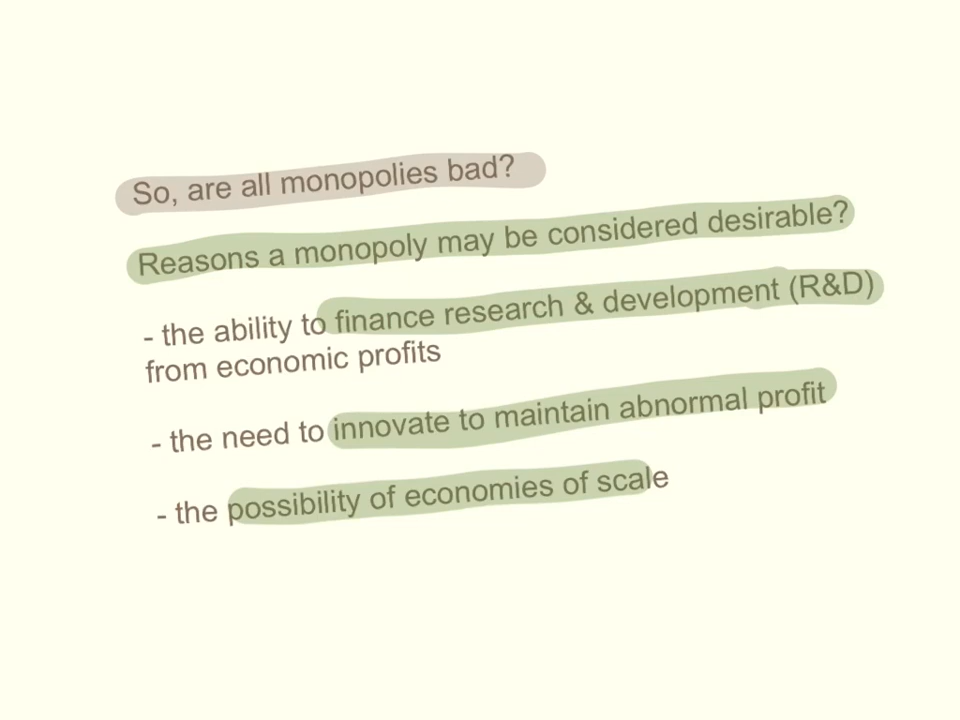 So, are all monopolies bad?
Reasons a monopoly may be considered desirable?
- the ability to finance research & development (R&D)
from economic profits
- the need to innovate to maintain abnormal profit
- the possibility of economies of scale